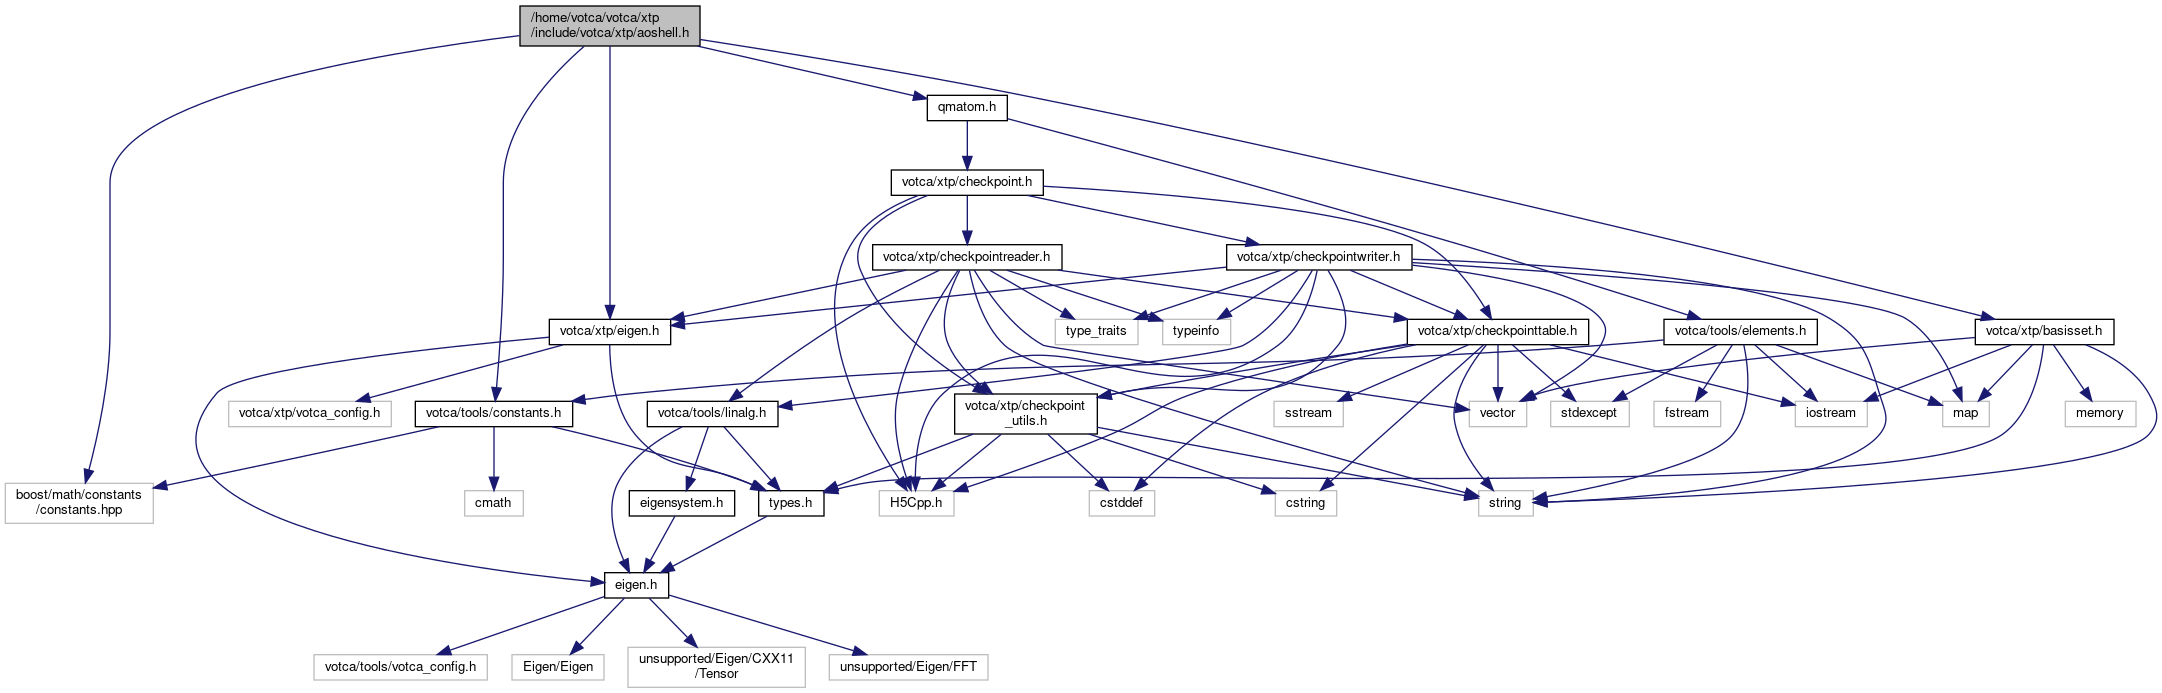 /home/votca/votca/xtp
/include/votca/xtp/aoshell.h
qmatom.h
votca/xtp/checkpoint.h
votca/xtp/checkpointreader.h
votca/xtp/checkpointwriter.h
votca/xtp/eigen.h
type_traits
typeinfo
votca/xtp/checkpointtable.h
votca/tools/elements.h
votca/xtp/basisset.h
votca/xtp/votca_config.h
votca/tools/constants.h
votca/tools/linalg.h
votca/xtp/checkpoint
_utils.h
sstream
vector
stdexcept
fstream
iostream
map
memory
boost/math/constants
/constants.hpp
cmath
eigensystem.h
types.h
H5Cpp.h
cstddef
cstring
string
eigen.h
votca/tools/votca_config.h
Eigen/Eigen
unsupported/Eigen/CXX11
/Tensor
unsupported/Eigen/FFT